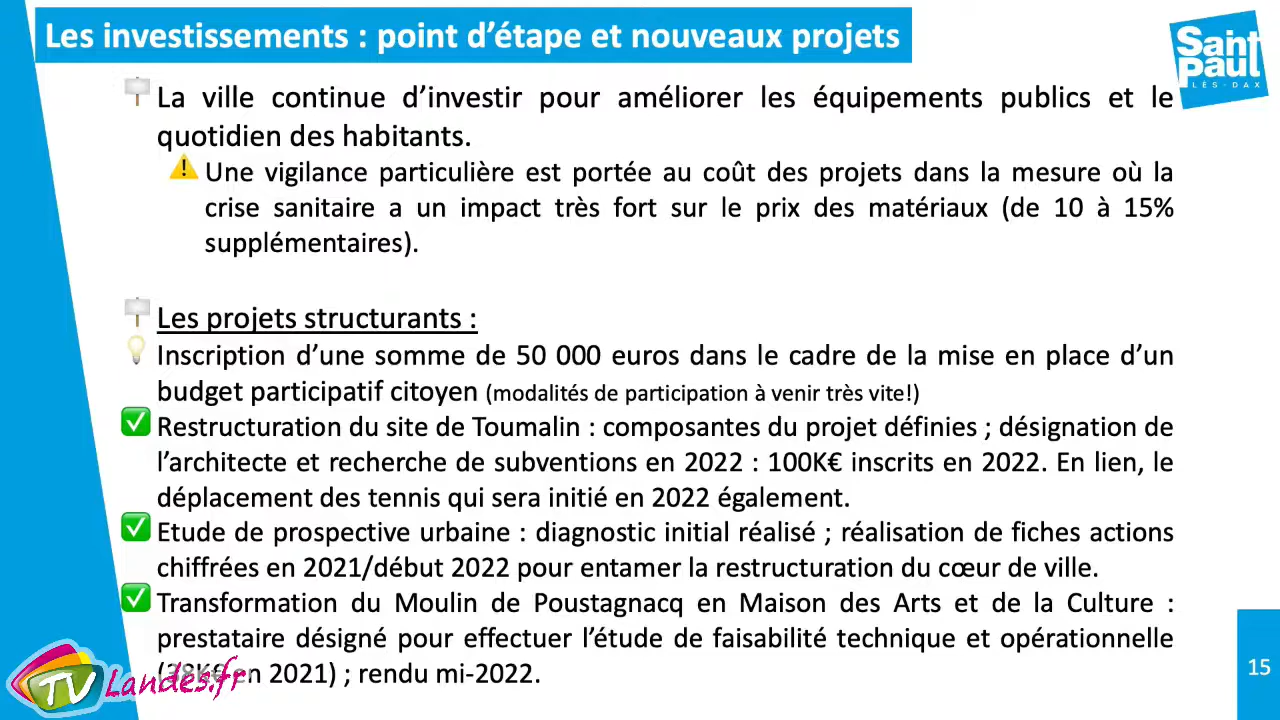 Les investissements : point d’étape et nouveaux projets
Saint
Paul
LÈS-DAX
La ville continue d’investir pour améliorer les équipements publics et le
quotidien des habitants.
Une vigilance particulière est portée au coût des projets dans la mesure où la
crise sanitaire a un impact très fort sur le prix des matériaux (de 10 à 15%
supplémentaires).
Les projets structurants :
Inscription d’une somme de 50 000 euros dans le cadre de la mise en place d’un
budget participatif citoyen (modalités de participation à venir très vite!)
Restructuration du site de Toumalin : composantes du projet définies ; désignation de
l’architecte et recherche de subventions en 2022 : 100K€ inscrits en 2022. En lien, le
déplacement des tennis qui sera initié en 2022 également.
Etude de prospective urbaine : diagnostic initial réalisé ; réalisation de fiches actions
chiffrées en 2021/début 2022 pour entamer la restructuration du cœur de ville.
Transformation du Moulin de Poustagnacq en Maison des Arts et de la Culture :
prestataire désigné pour effectuer l’étude de faisabilité technique et opérationnelle
(38K€ en 2021) ; rendu mi-2022.
TV Landes.fr
15